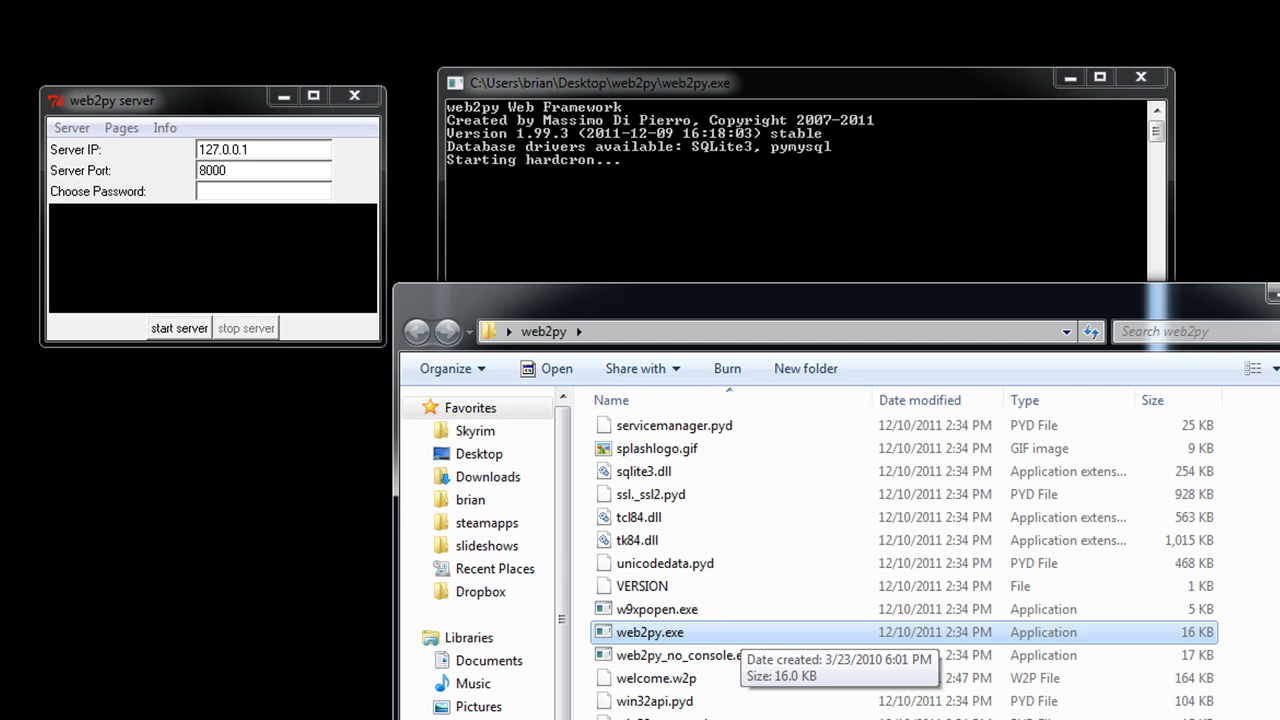 web2py server
Server Pages Info
Server IP: 127.0.0.1
Server Port: 8000
Choose Password:
start server stop server
C:\Users\brian\Desktop\web2py\web2py.exe
web2py Web Framework
Created by Massimo Di Pierro, Copyright 2007-2011
Version 1.99.3 (2011-12-09 16:18:03) stable
Database drivers available: SQLite3, pymysql
Starting hardcron...
web2py
Search web2py
Organize Open Share with Burn New folder
Favorites
Skyrim
Desktop
Downloads
brian
steamapps
slideshows
Recent Places
Dropbox
Libraries
Documents
Music
Pictures
Name Date modified Type Size
servicemanager.pyd 12/10/2011 2:34 PM PYD File 25 KB
splashlogo.gif 12/10/2011 2:34 PM GIF image 9 KB
sqlite3.dll 12/10/2011 2:34 PM Application extens... 254 KB
ssl._ssl2.pyd 12/10/2011 2:34 PM PYD File 928 KB
tcl84.dll 12/10/2011 2:34 PM Application extens... 563 KB
tk84.dll 12/10/2011 2:34 PM Application extens... 1,015 KB
unicodedata.pyd 12/10/2011 2:34 PM PYD File 468 KB
VERSION 12/10/2011 2:34 PM File 1 KB
w9xpopen.exe 12/10/2011 2:34 PM Application 5 KB
web2py.exe 12/10/2011 2:34 PM Application 16 KB
web2py_no_console.e 2:34 PM Application 17 KB
Date created: 3/23/2010 6:01 PM
Size: 16.0 KB
welcome.w2p 2:47 PM W2P File 164 KB
win32api.pyd 12/10/2011 2:34 PM PYD File 104 KB